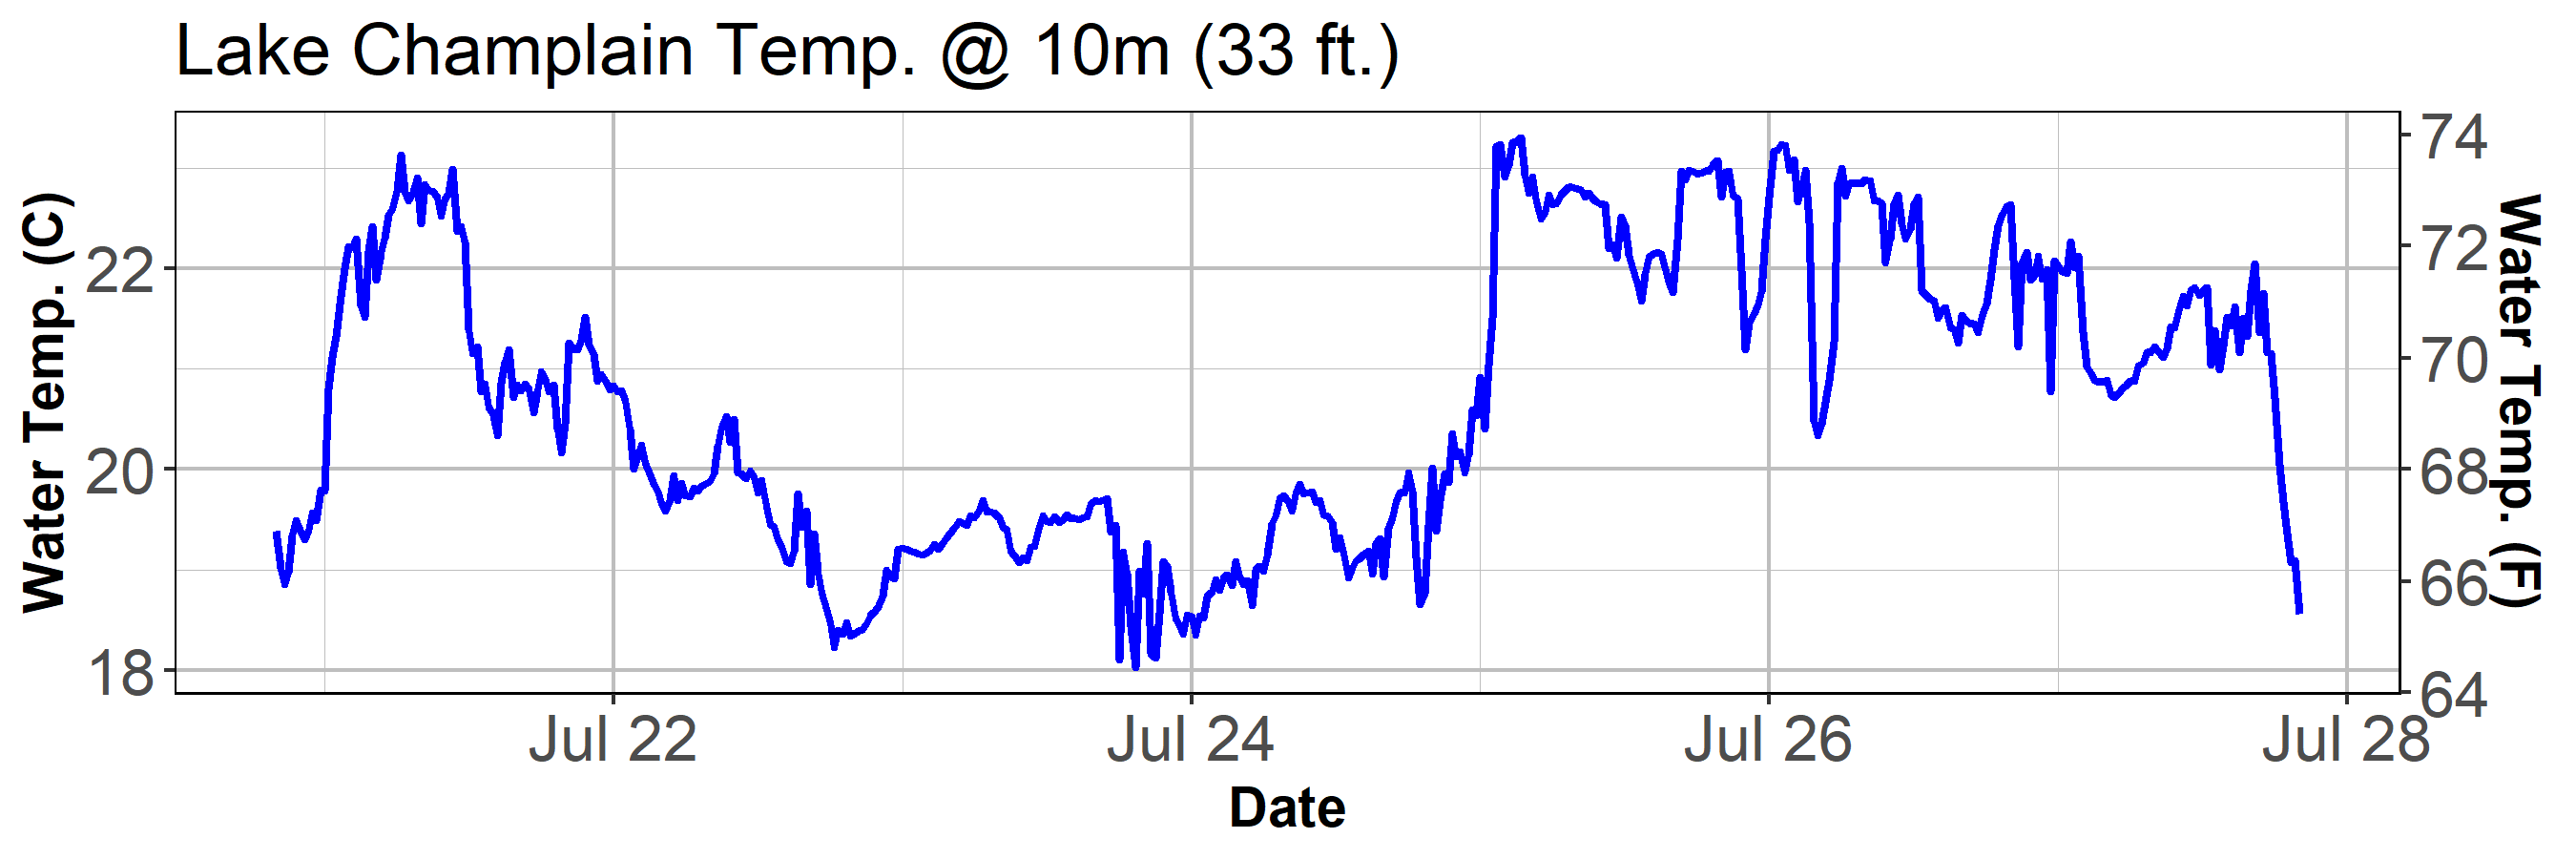 Lake Champlain Temp. @ 10m (33 ft.)
Water Temp. (C)
22
20
18
74
72
70
68
66
64
Water Temp. (F)
Jul 22
Jul 24
Jul 26
Jul 28
Date